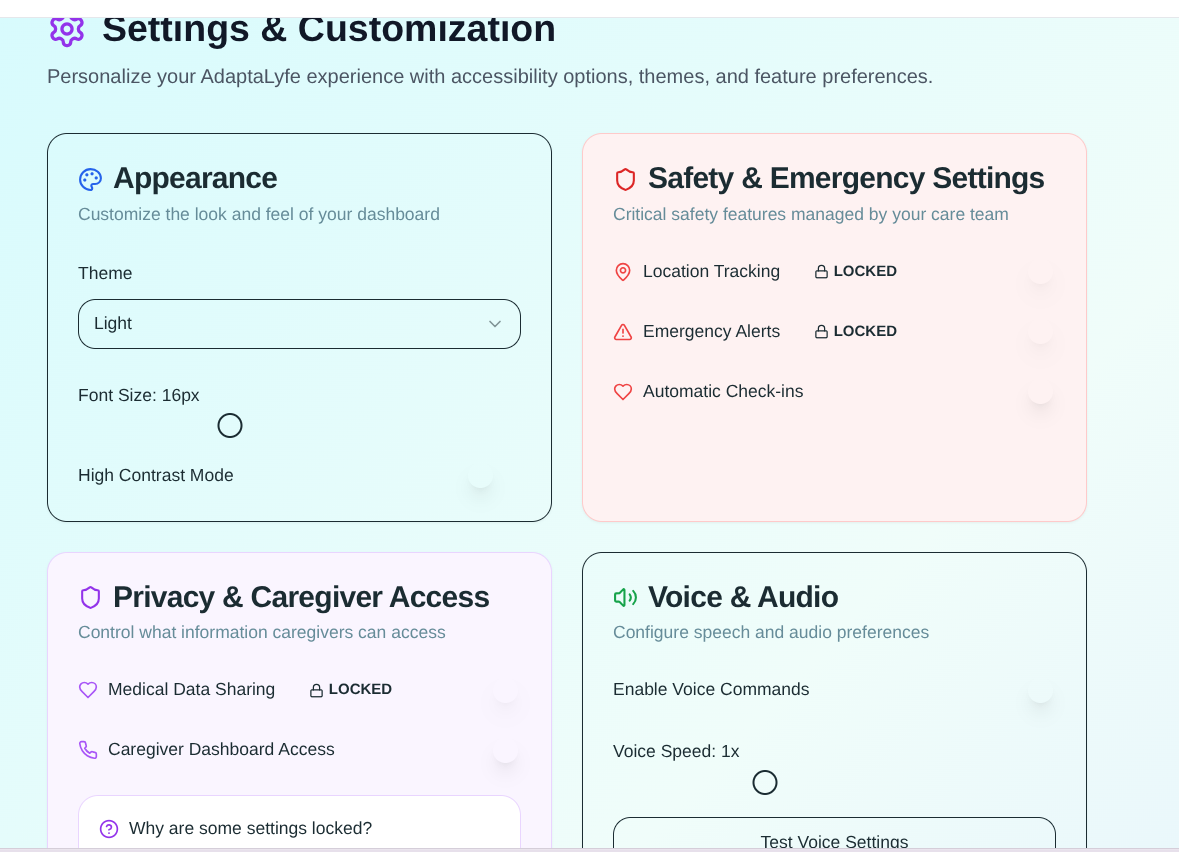 Settings & Customization
Personalize your AdaptaLyfe experience with accessibility options, themes, and feature preferences.
Appearance
Customize the look and feel of your dashboard
Theme
Light
Font Size: 16px
High Contrast Mode
Safety & Emergency Settings
Critical safety features managed by your care team
Location Tracking LOCKED
Emergency Alerts LOCKED
Automatic Check-ins
Privacy & Caregiver Access
Control what information caregivers can access
Medical Data Sharing LOCKED
Caregiver Dashboard Access
Why are some settings locked?
Voice & Audio
Configure speech and audio preferences
Enable Voice Commands
Voice Speed: 1x
Test Voice Settings